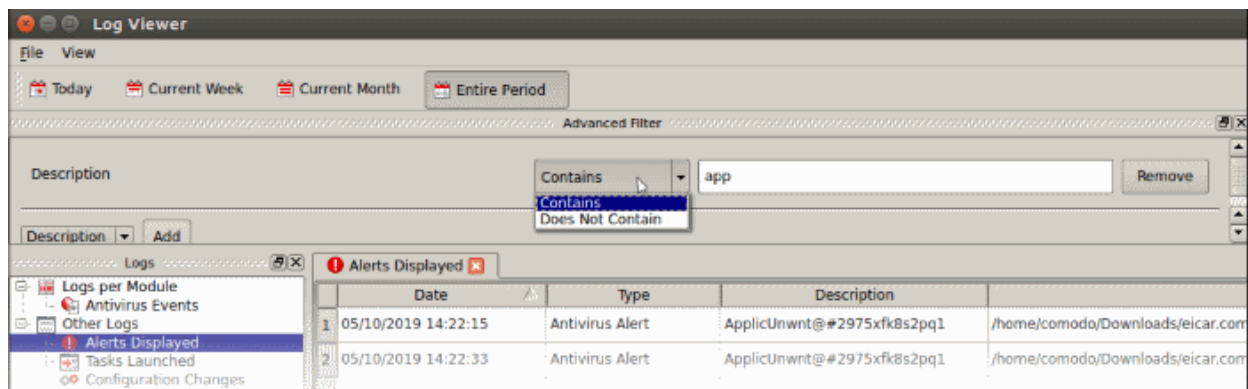 Log Viewer
File View
Today Current Week Current Month Entire Period
Advanced Filter
Description Contains app Remove
Contains
Does Not Contain
Description Add
Logs
Logs per Module
Antivirus Events
Other Logs
Alerts Displayed
Tasks Launched
Configuration Changes
Alerts Displayed
Date Type Description
1 05/10/2019 14:22:15 Antivirus Alert ApplicUnwnt@#2975xfk8s2pq1 /home/comodo/Downloads/eicar.com
2 05/10/2019 14:22:33 Antivirus Alert ApplicUnwnt@#2975xfk8s2pq1 /home/comodo/Downloads/eicar.com